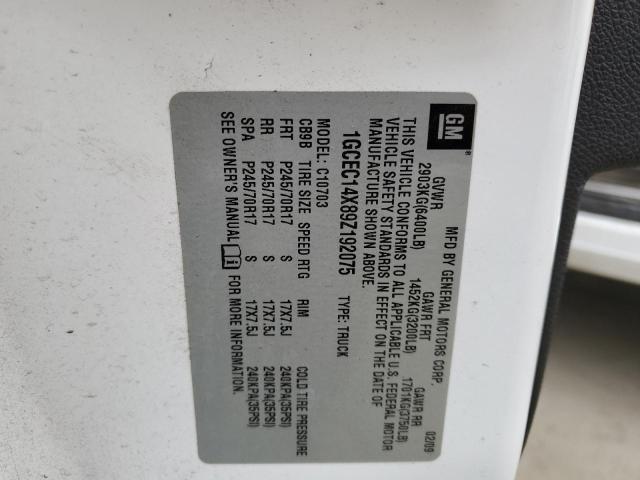 GM
MFD BY GENERAL MOTORS CORP. 02/09
GVWR GAWR FRT GAWR RR
2903KG(6400LB) 1452KG(3200LB) 1701KG(3750LB)
THIS VEHICLE CONFORMS TO ALL APPLICABLE U.S. FEDERAL MOTOR
VEHICLE SAFETY STANDARDS IN EFFECT ON THE DATE OF
MANUFACTURE SHOWN ABOVE.
1GCEC14X89Z192075 TYPE: TRUCK
MODEL: C10703
CB9B TIRE SIZE SPEED RTG RIM COLD TIRE PRESSURE
FRT P245/70R17 S 17X7.5J 240KPA(35PSI)
RR P245/70R17 S 17X7.5J 240KPA(35PSI)
SPA P245/70R17 S 17X7.5J 240KPA(35PSI)
SEE OWNER'S MANUAL FOR MORE INFORMATION.